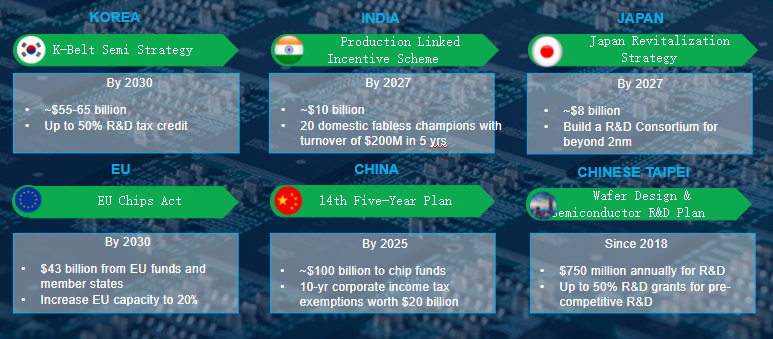 KOREA
K-Belt Semi Strategy
By 2030
• ~$55-65 billion
• Up to 50% R&D tax credit
INDIA
Production Linked
Incentive Scheme
By 2027
• ~$10 billion
• 20 domestic fabless champions with
turnover of $200M in 5 yrs
JAPAN
Japan Revitalization
Strategy
By 2027
• ~$8 billion
• Build a R&D Consortium for
beyond 2nm
EU
EU Chips Act
By 2030
• $43 billion from EU funds and
member states
• Increase EU capacity to 20%
CHINA
14th Five-Year Plan
By 2025
• ~$100 billion to chip funds
• 10-yr corporate income tax
exemptions worth $20 billion
CHINESE TAIPEI
Wafer Design &
Semiconductor R&D Plan
Since 2018
• $750 million annually for R&D
• Up to 50% R&D grants for pre-
competitive R&D